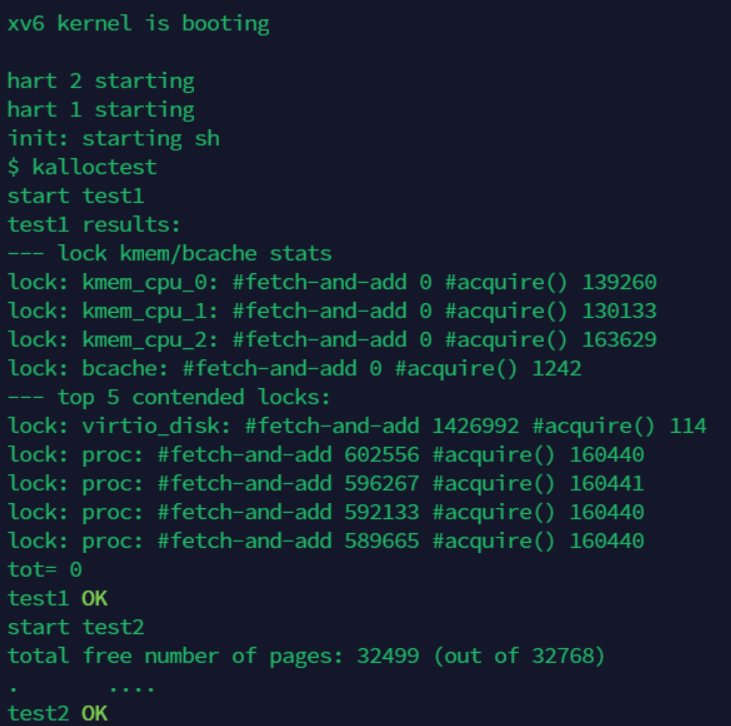 xv6 kernel is booting
hart 2 starting
hart 1 starting
init: starting sh
$ kalloctest
start test1
test1 results:
--- lock kmem/bcache stats
lock: kmem_cpu_0: #fetch-and-add 0 #acquire() 139260
lock: kmem_cpu_1: #fetch-and-add 0 #acquire() 130133
lock: kmem_cpu_2: #fetch-and-add 0 #acquire() 163629
lock: bcache: #fetch-and-add 0 #acquire() 1242
--- top 5 contended locks:
lock: virtio_disk: #fetch-and-add 1426992 #acquire() 114
lock: proc: #fetch-and-add 602556 #acquire() 160440
lock: proc: #fetch-and-add 596267 #acquire() 160441
lock: proc: #fetch-and-add 592133 #acquire() 160440
lock: proc: #fetch-and-add 589665 #acquire() 160440
tot= 0
test1 OK
start test2
total free number of pages: 32499 (out of 32768)
.      ....
test2 OK